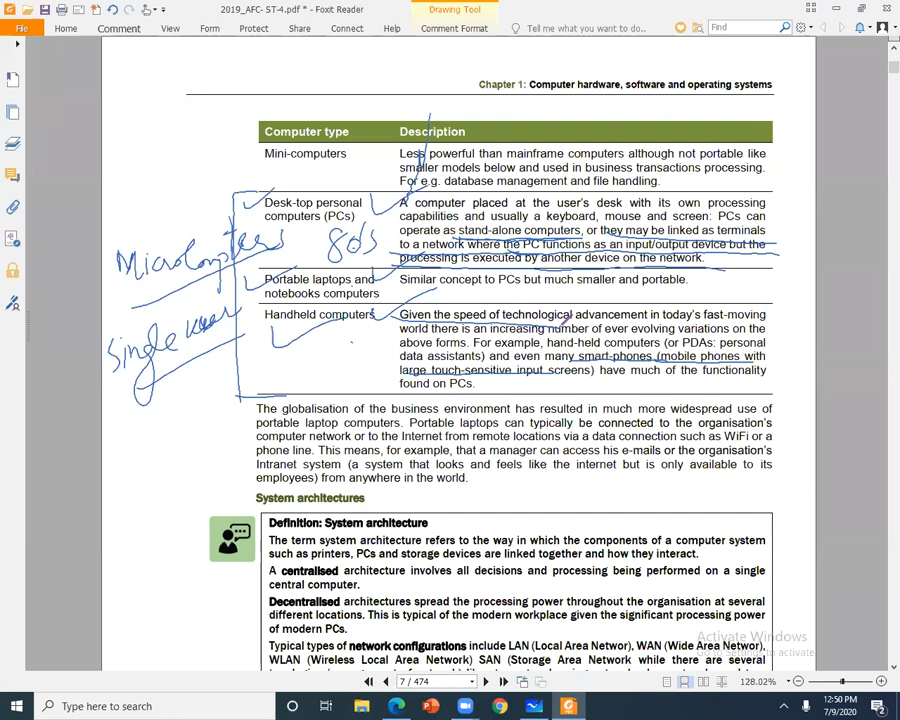 2019_AFC- ST-4.pdf * - Foxit Reader
Drawing Tool
File Home Comment View Form Protect Share Connect Help Comment Format Tell me what you want to do.. Find
Chapter 1: Computer hardware, software and operating systems
Computer type Description
Mini-computers Less powerful than mainframe computers although not portable like
smaller models below and used in business transactions processing.
For e.g. database management and file handling.
Desk-top personal A computer placed at the user's desk with its own processing
computers (PCs) capabilities and usually a keyboard, mouse and screen: PCs can
operate as stand-alone computers, or they may be linked as terminals
to a network where the PC functions as an input/output device but the
processing is executed by another device on the network.
80's
Microcomputers
Portable laptops and Similar concept to PCs but much smaller and portable.
notebooks computers
Handheld computers Given the speed of technological advancement in today's fast-moving
world there is an increasing number of ever evolving variations on the
above forms. For example, hand-held computers (or PDAs: personal
data assistants) and even many smart-phones (mobile phones with
large touch-sensitive input screens) have much of the functionality
found on PCs.
Single user
The globalisation of the business environment has resulted in much more widespread use of
portable laptop computers. Portable laptops can typically be connected to the organisation's
computer network or to the Internet from remote locations via a data connection such as WiFi or a
phone line. This means, for example, that a manager can access his e-mails or the organisation's
Intranet system (a system that looks and feels like the internet but is only available to its
employees) from anywhere in the world.
System architectures
Definition: System architecture
The term system architecture refers to the way in which the components of a computer system
such as printers, PCs and storage devices are linked together and how they interact.
A centralised architecture involves all decisions and processing being performed on a single
central computer.
Decentralised architectures spread the processing power throughout the organisation at several
different locations. This is typical of the modern workplace given the significant processing power
of modern PCs.
Typical types of network configurations include LAN (Local Area Networ), WAN (Wide Area Networ),
WLAN (Wireless Local Area Network) SAN (Storage Area Network while there are several
Activate Windows
Go to Settings to activate
7 / 474 128.02%
Type here to search
12:50 PM
7/9/2020
2